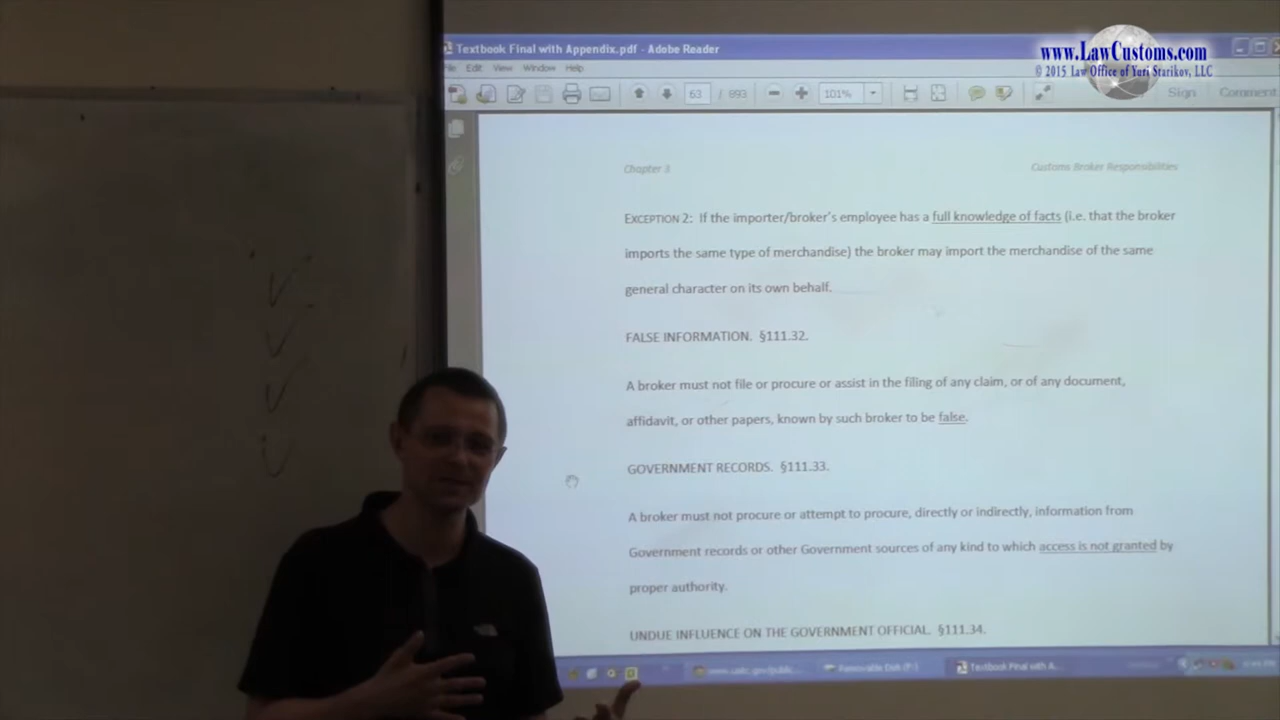 www.LawCustoms.com
© 2015 Law Office of Yuri Starikov, LLC
Textbook Final with Appendix.pdf - Adobe Reader
Edit View Window Help
63 / 893 101% Sign Comment
Chapter 3 Customs Broker Responsibilities
EXCEPTION 2: If the importer/broker's employee has a full knowledge of facts (i.e. that the broker
imports the same type of merchandise) the broker may import the merchandise of the same
general character on its own behalf.
FALSE INFORMATION. §111.32.
A broker must not file or procure or assist in the filing of any claim, or of any document,
affidavit, or other papers, known by such broker to be false.
GOVERNMENT RECORDS. §111.33.
A broker must not procure or attempt to procure, directly or indirectly, information from
Government records or other Government sources of any kind to which access is not granted by
proper authority.
UNDUE INFLUENCE ON THE GOVERNMENT OFFICIAL. §111.34.
Removable Disk (F:) Textbook Final with A...